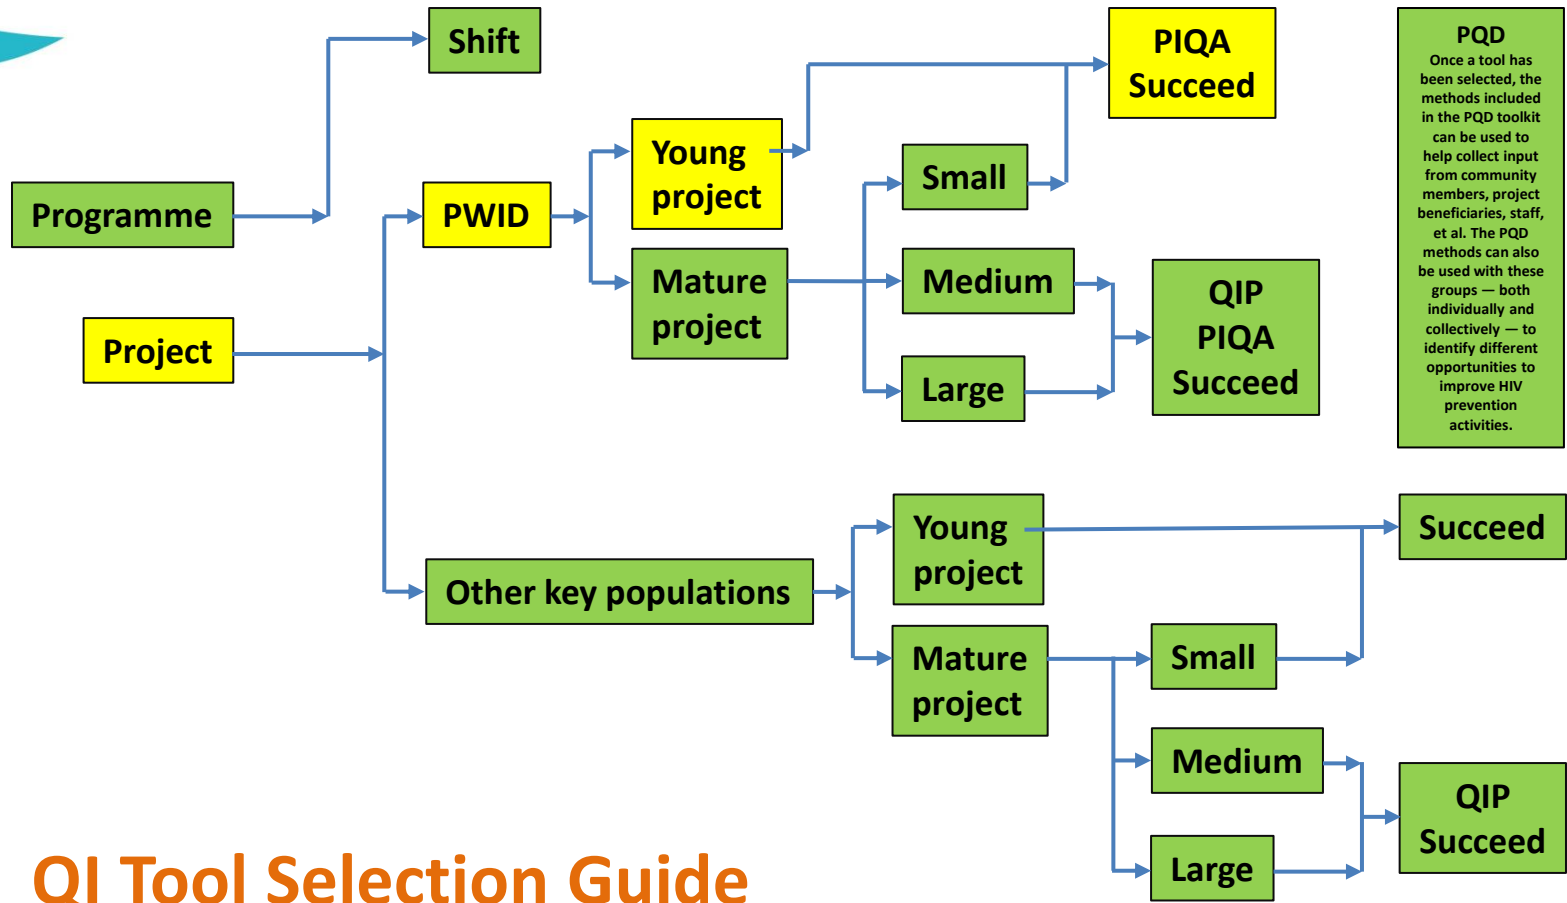 Shift
PIQA
Succeed
PQD
Once a tool has
been selected, the
methods included
in the PQD toolkit
can be used to
help collect input
from community
members, project
beneficiaries, staff,
et al. The PQD
methods can also
be used with these
groups — both
individually and
collectively — to
identify different
opportunities to
improve HIV
prevention
activities.
Programme
PWID
Young
project
Small
Mature
project
Medium
QIP
PIQA
Succeed
Project
Large
Young
project
Succeed
Other key populations
Mature
project
Small
Medium
QIP
Succeed
Large
QI Tool Selection Guide